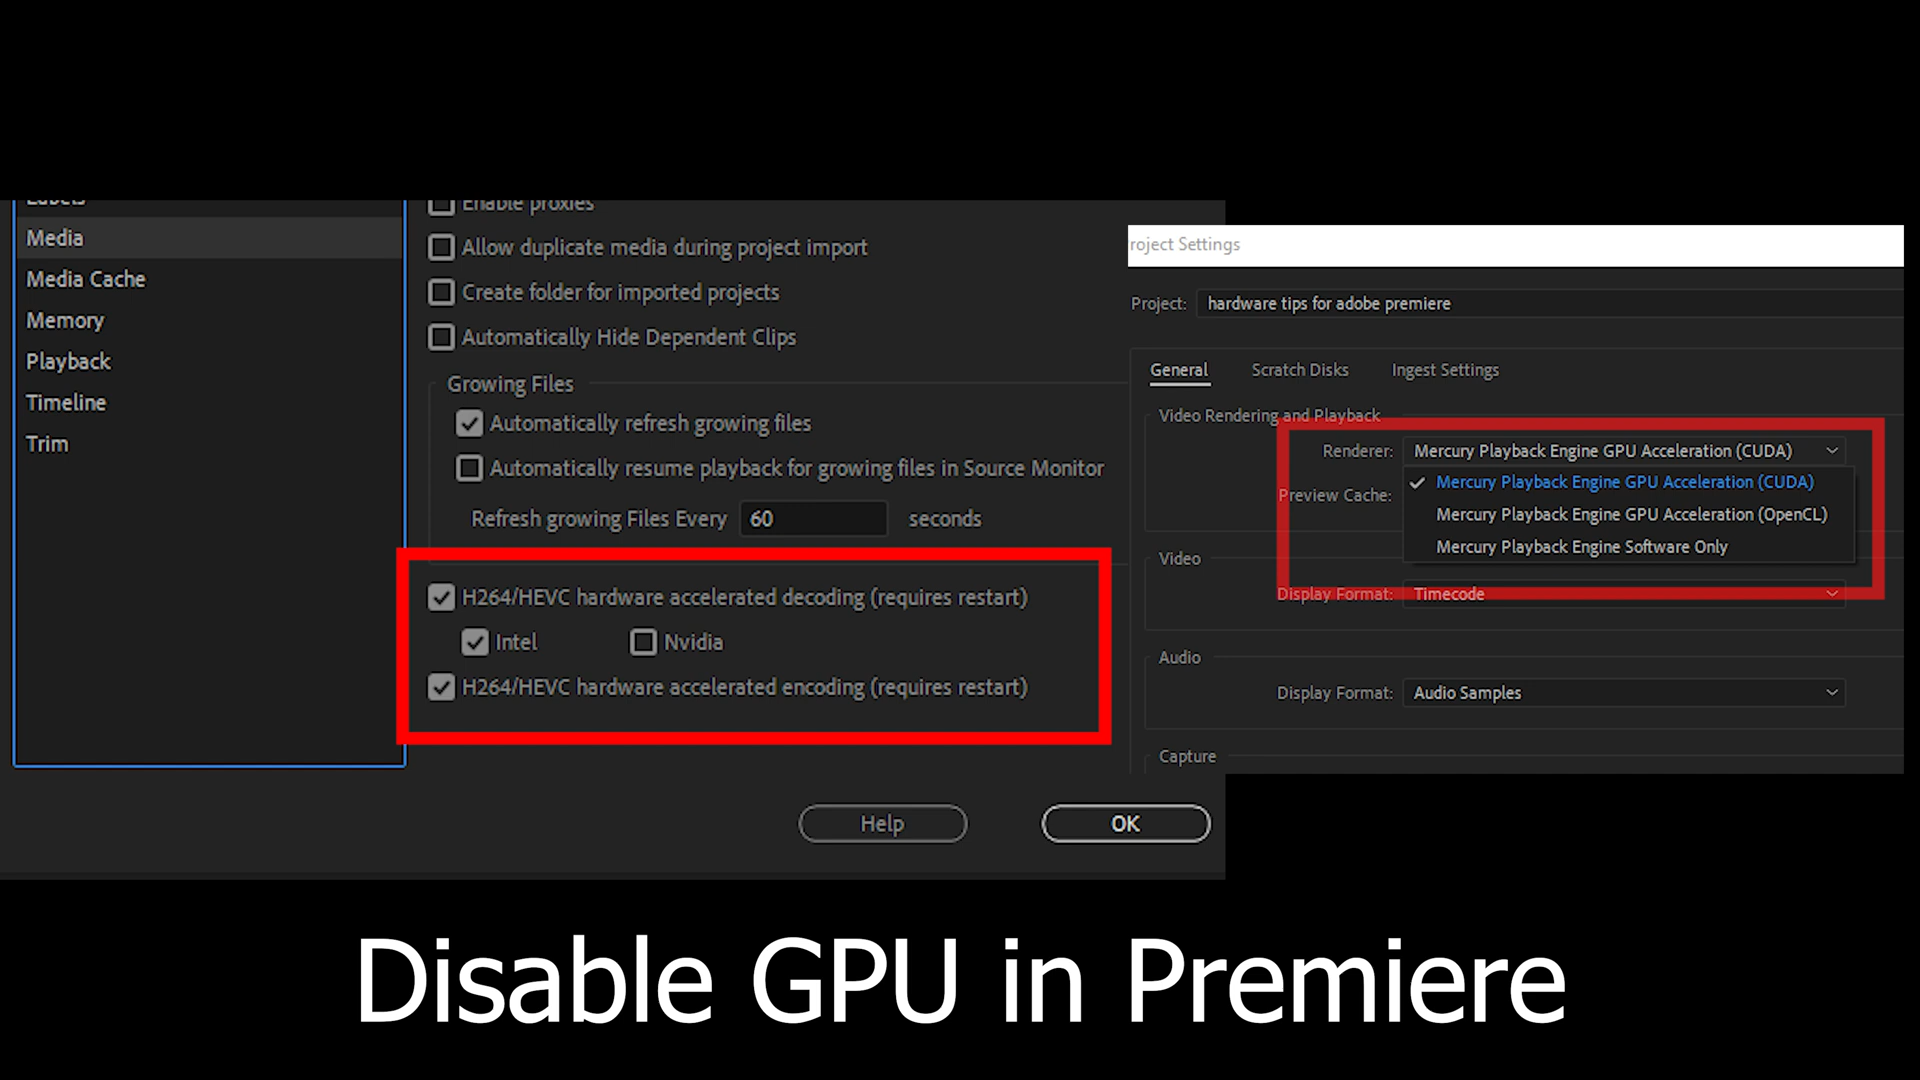 Labels
Media
Media Cache
Memory
Playback
Timeline
Trim
Enable proxies
Allow duplicate media during project import
Create folder for imported projects
Automatically Hide Dependent Clips
Growing Files
Automatically refresh growing files
Automatically resume playback for growing files in Source Monitor
Refresh growing Files Every 60 seconds
H264/HEVC hardware accelerated decoding (requires restart)
Intel Nvidia
H264/HEVC hardware accelerated encoding (requires restart)
Help OK
roject Settings
Project: hardware tips for adobe premiere
General Scratch Disks Ingest Settings
Video Rendering and Playback
Renderer: Mercury Playback Engine GPU Acceleration (CUDA)
Mercury Playback Engine GPU Acceleration (CUDA)
Preview Cache:
Mercury Playback Engine GPU Acceleration (OpenCL)
Mercury Playback Engine Software Only
Video
Display Format: Timecode
Audio
Display Format: Audio Samples
Capture
Disable GPU in Premiere